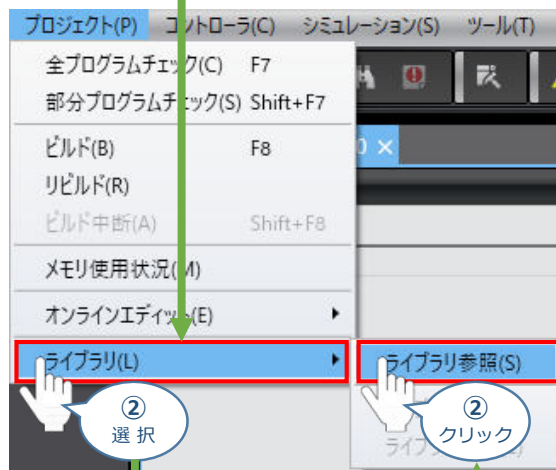 プロジェクト(P) コントローラ(C) シミュレーション(S) ツール(T)
全プログラムチェック(C) F7
部分プログラムチェック(S) Shift+F7
ビルド(B) F8
リビルド(R)
ビルド中断(A) Shift+F8
メモリ使用状況(M)
オンラインエディット(E)
ライブラリ(L)
ライブラリ参照(S)
②
選 択
②
クリック